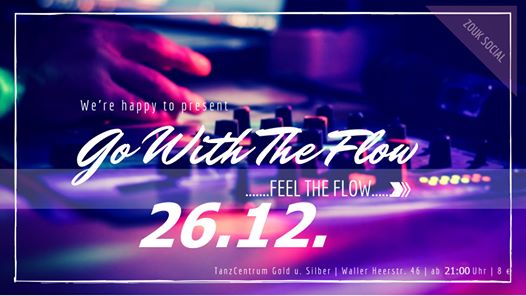 ZOUK SOCIAL
We're happy to present
Go With The Flow
.......FEEL THE FLOW.....
26.12.
TanzCentrum Gold u. Silber | Waller Heerstr. 46 | ab 21:00 Uhr | 8 €